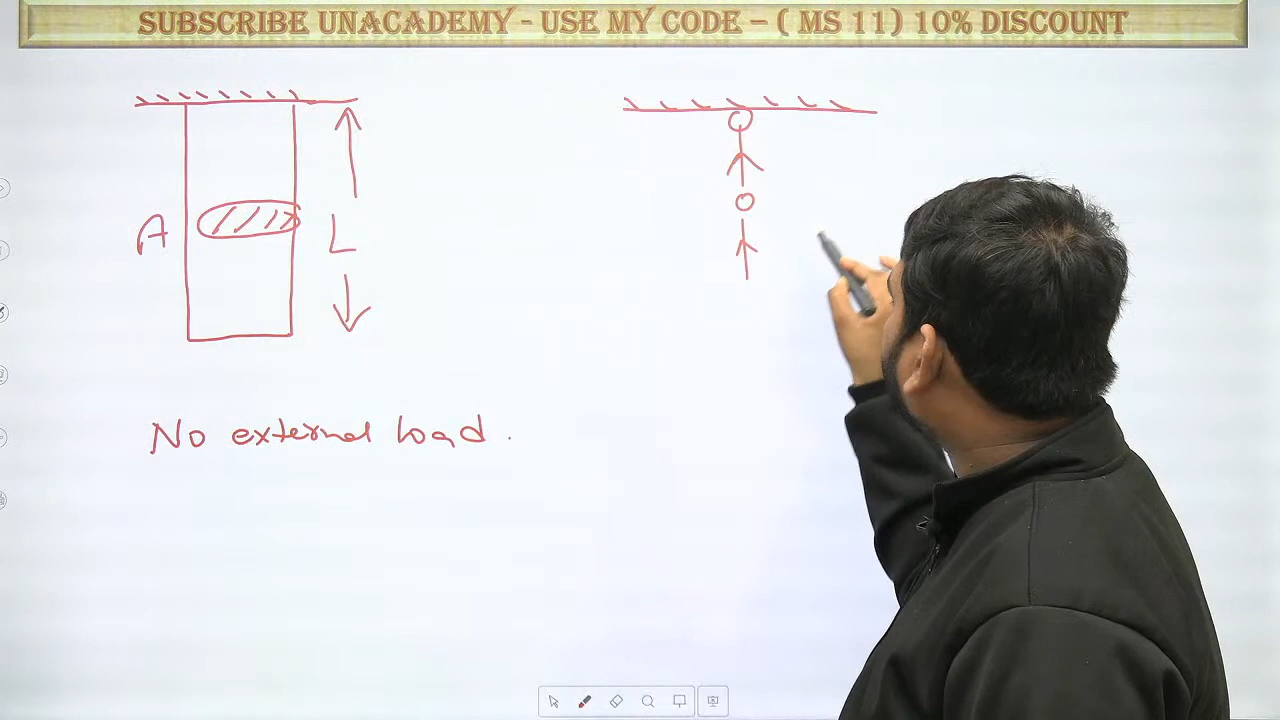 SUBSCRIBE UNACADEMY - USE MY CODE – ( MS 11) 10% DISCOUNT
A
L
No external load.